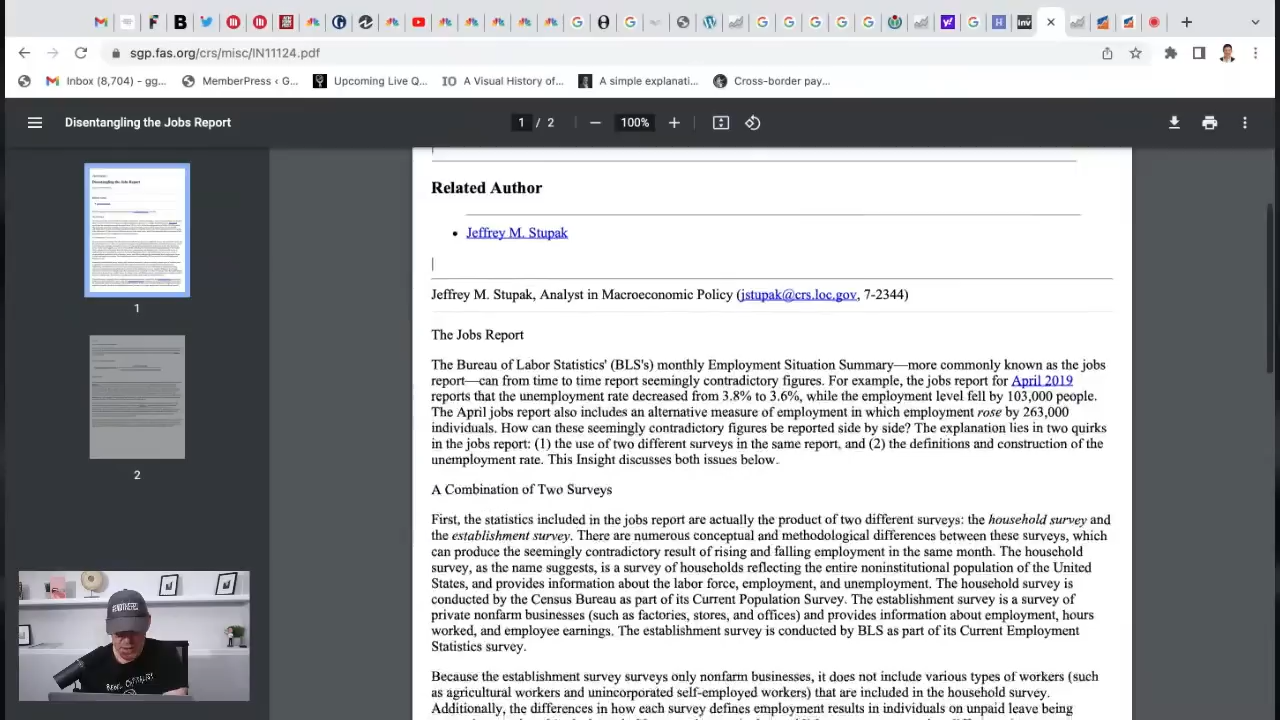 sgp.fas.org/crs/misc/IN11124.pdf
Inbox (8,704) - gg...
MemberPress ‹ G...
Upcoming Live Q...
IO A Visual History of...
A simple explanati...
Cross-border pay...
Disentangling the Jobs Report
1 / 2
100%
1
2
Related Author
Jeffrey M. Stupak
Jeffrey M. Stupak, Analyst in Macroeconomic Policy (jstupak@crs.loc.gov, 7-2344)
The Jobs Report
The Bureau of Labor Statistics' (BLS's) monthly Employment Situation Summary—more commonly known as the jobs
report—can from time to time report seemingly contradictory figures. For example, the jobs report for April 2019
reports that the unemployment rate decreased from 3.8% to 3.6%, while the employment level fell by 103,000 people.
The April jobs report also includes an alternative measure of employment in which employment rose by 263,000
individuals. How can these seemingly contradictory figures be reported side by side? The explanation lies in two quirks
in the jobs report: (1) the use of two different surveys in the same report, and (2) the definitions and construction of the
unemployment rate. This Insight discusses both issues below.
A Combination of Two Surveys
First, the statistics included in the jobs report are actually the product of two different surveys: the household survey and
the establishment survey. There are numerous conceptual and methodological differences between these surveys, which
can produce the seemingly contradictory result of rising and falling employment in the same month. The household
survey, as the name suggests, is a survey of households reflecting the entire noninstitutional population of the United
States, and provides information about the labor force, employment, and unemployment. The household survey is
conducted by the Census Bureau as part of its Current Population Survey. The establishment survey is a survey of
private nonfarm businesses (such as factories, stores, and offices) and provides information about employment, hours
worked, and employee earnings. The establishment survey is conducted by BLS as part of its Current Employment
Statistics survey.
Because the establishment survey surveys only nonfarm businesses, it does not include various types of workers (such
as agricultural workers and unincorporated self-employed workers) that are included in the household survey.
Additionally, the differences in how each survey defines employment results in individuals on unpaid leave being